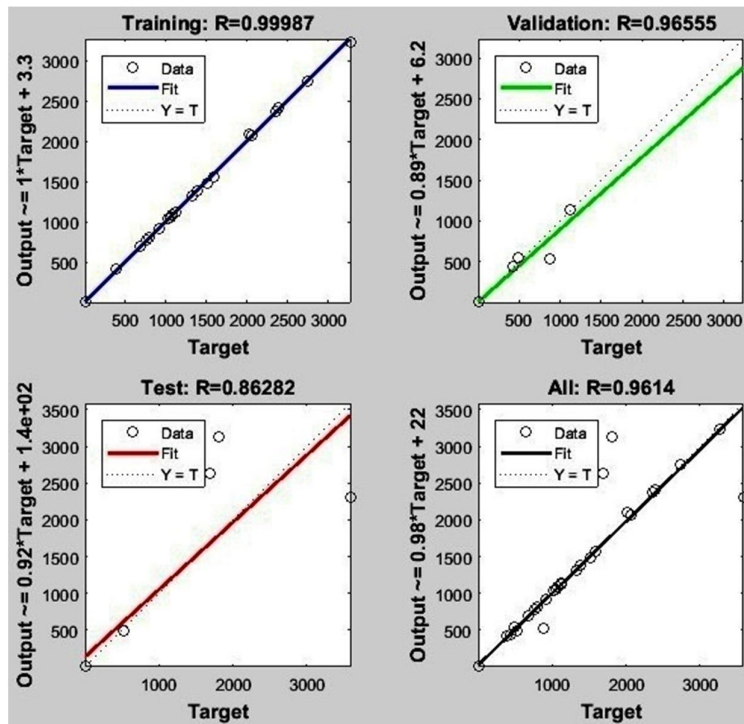 Training: R=0.99987
Output ~= 1*Target + 3.3
3000
2500
2000
1500
1000
500
Data
Fit
Y = T
500 1000 1500 2000 2500 3000
Target
Validation: R=0.96555
Output ~= 0.89*Target + 6.2
3000
2500
2000
1500
1000
500
Data
Fit
Y = T
500 1000 1500 2000 2500 3000
Target
Test: R=0.86282
Output ~= 0.92*Target + 1.4e+02
3500
3000
2500
2000
1500
1000
500
Data
Fit
Y = T
1000 2000 3000
Target
All: R=0.9614
Output ~= 0.98*Target + 22
3500
3000
2500
2000
1500
1000
500
Data
Fit
Y = T
1000 2000 3000
Target